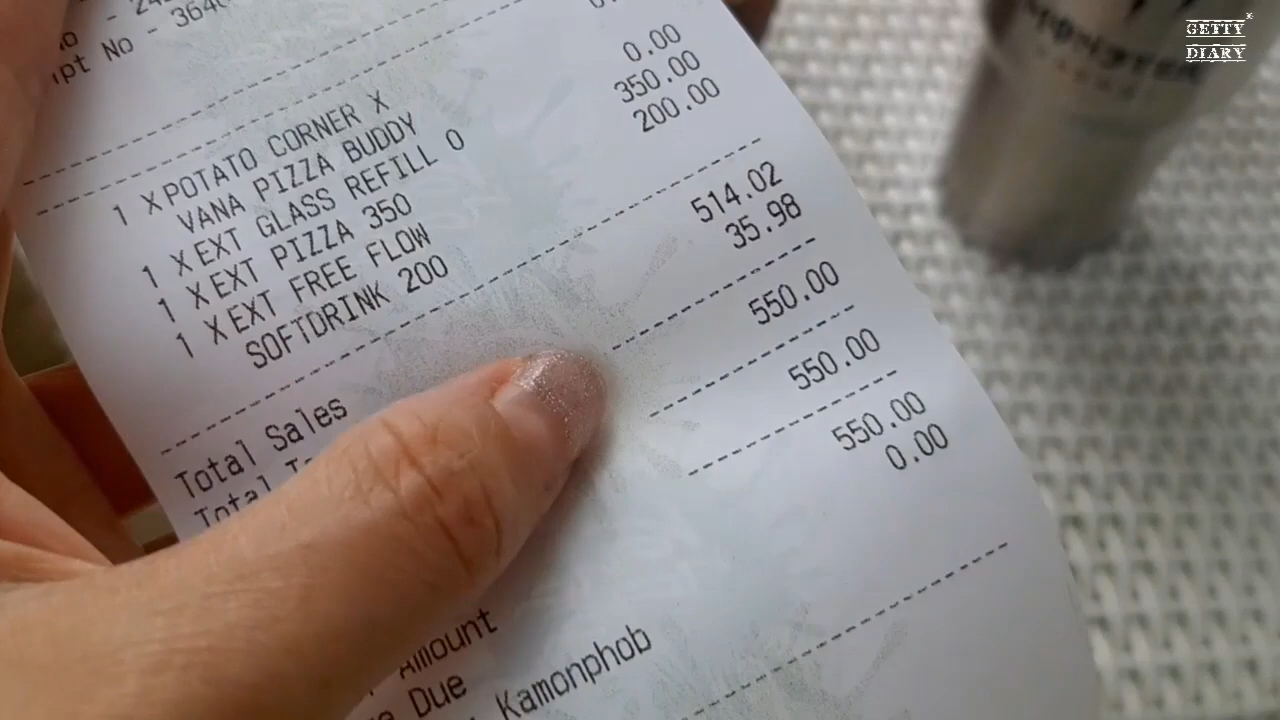 GETTY
DIARY
pt No - 364
1 X POTATO CORNER X
VANA PIZZA BUDDY
1 X EXT GLASS REFILL 0 0.00
1 X EXT PIZZA 350 350.00
1 X EXT FREE FLOW 200.00
SOFTDRINK 200
Total Sales 514.02
Total 35.98
550.00
550.00
Amount 550.00
Due 0.00
Kamonphob